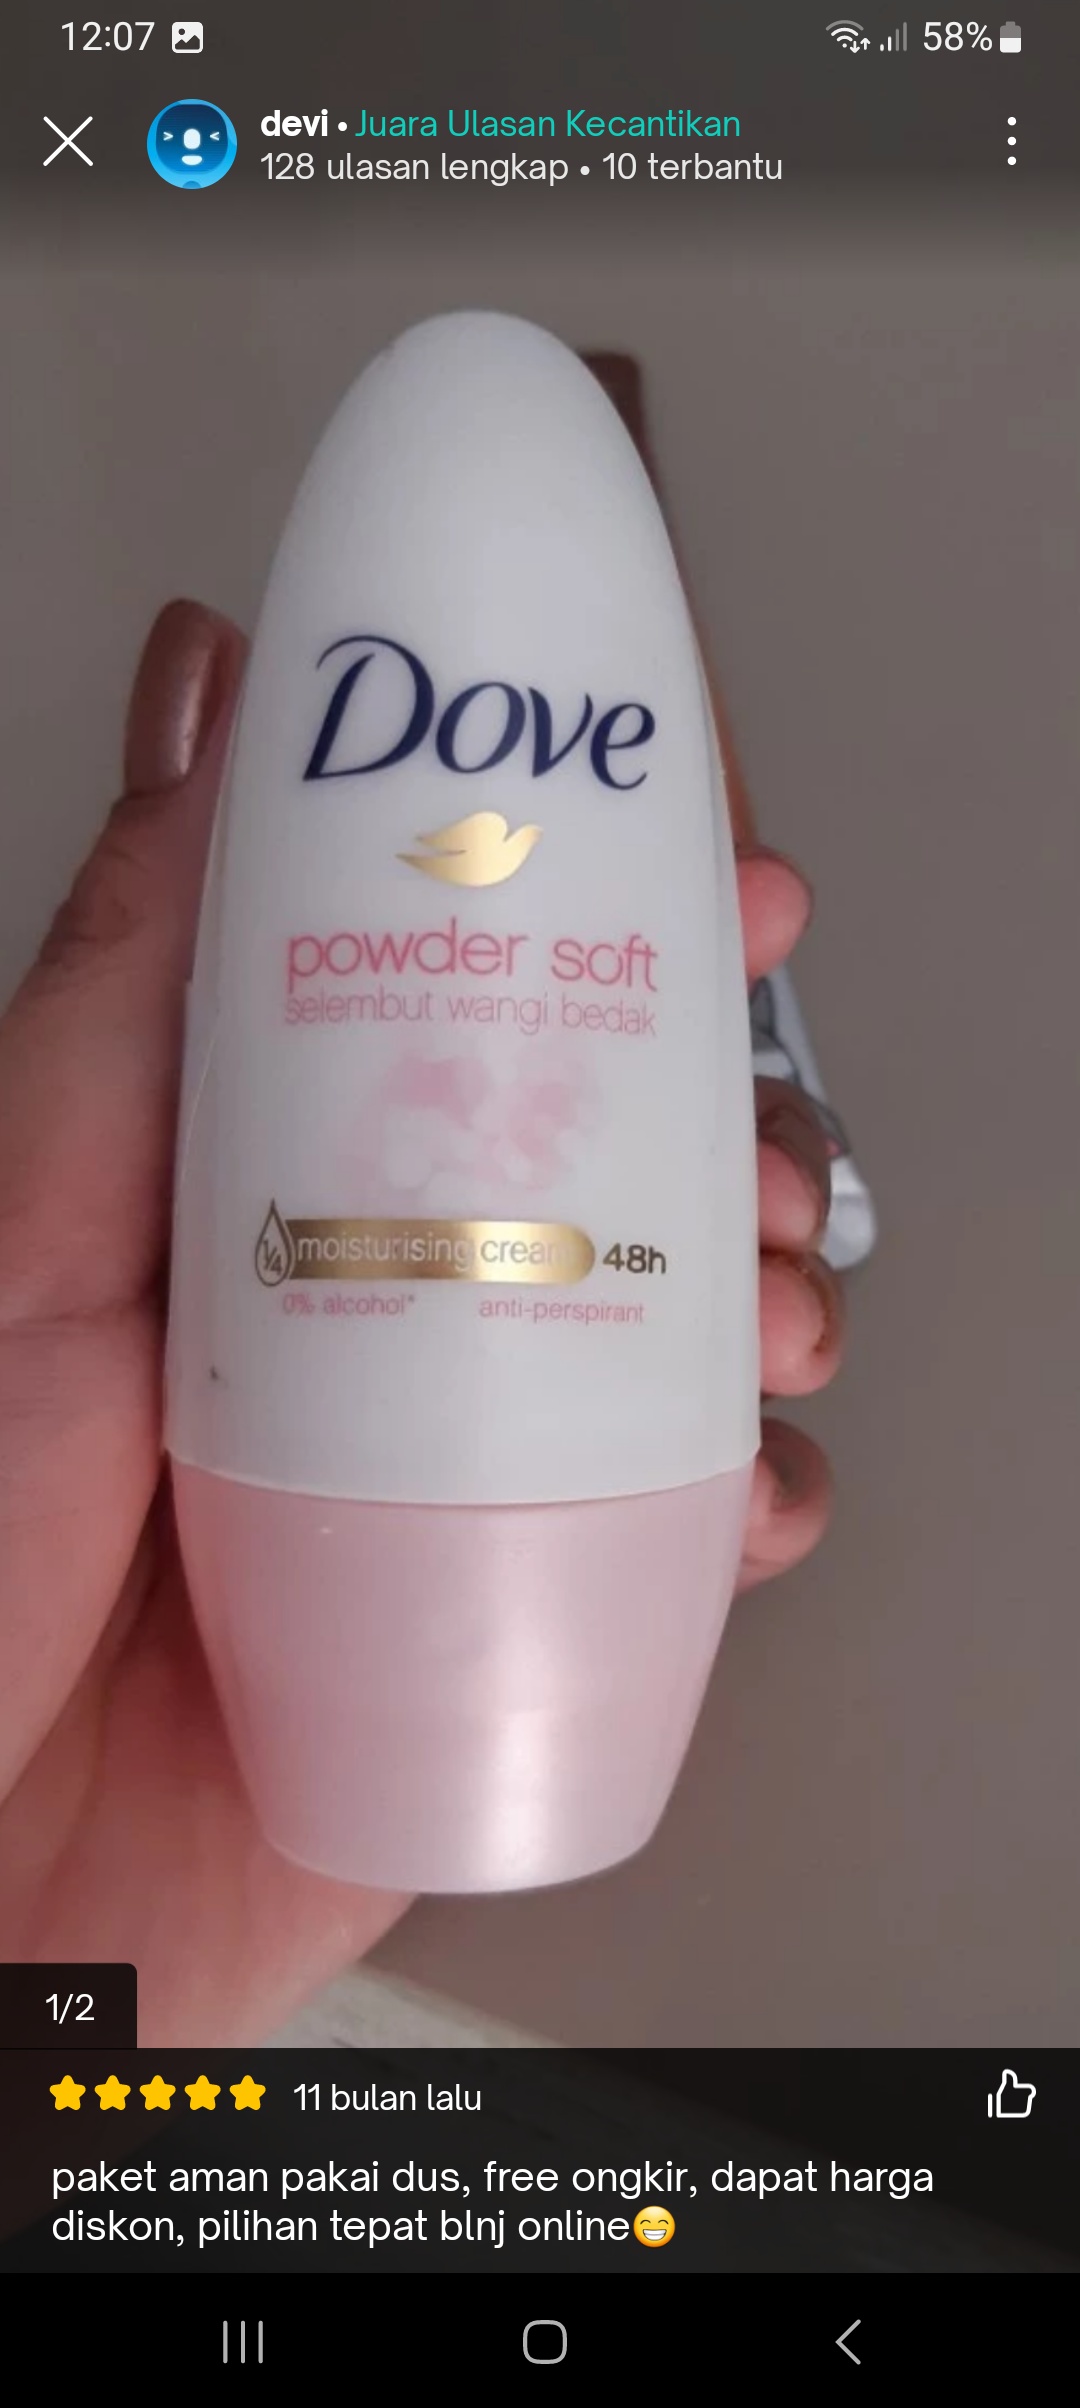 12:07
58%
devi • Juara Ulasan Kecantikan
128 ulasan lengkap • 10 terbantu
Dove
powder soft
selembut wangi bedak
1/4 moisturising cream 48h
0% alcohol* anti-perspirant
1/2
11 bulan lalu
paket aman pakai dus, free ongkir, dapat harga
diskon, pilihan tepat blnj online😁